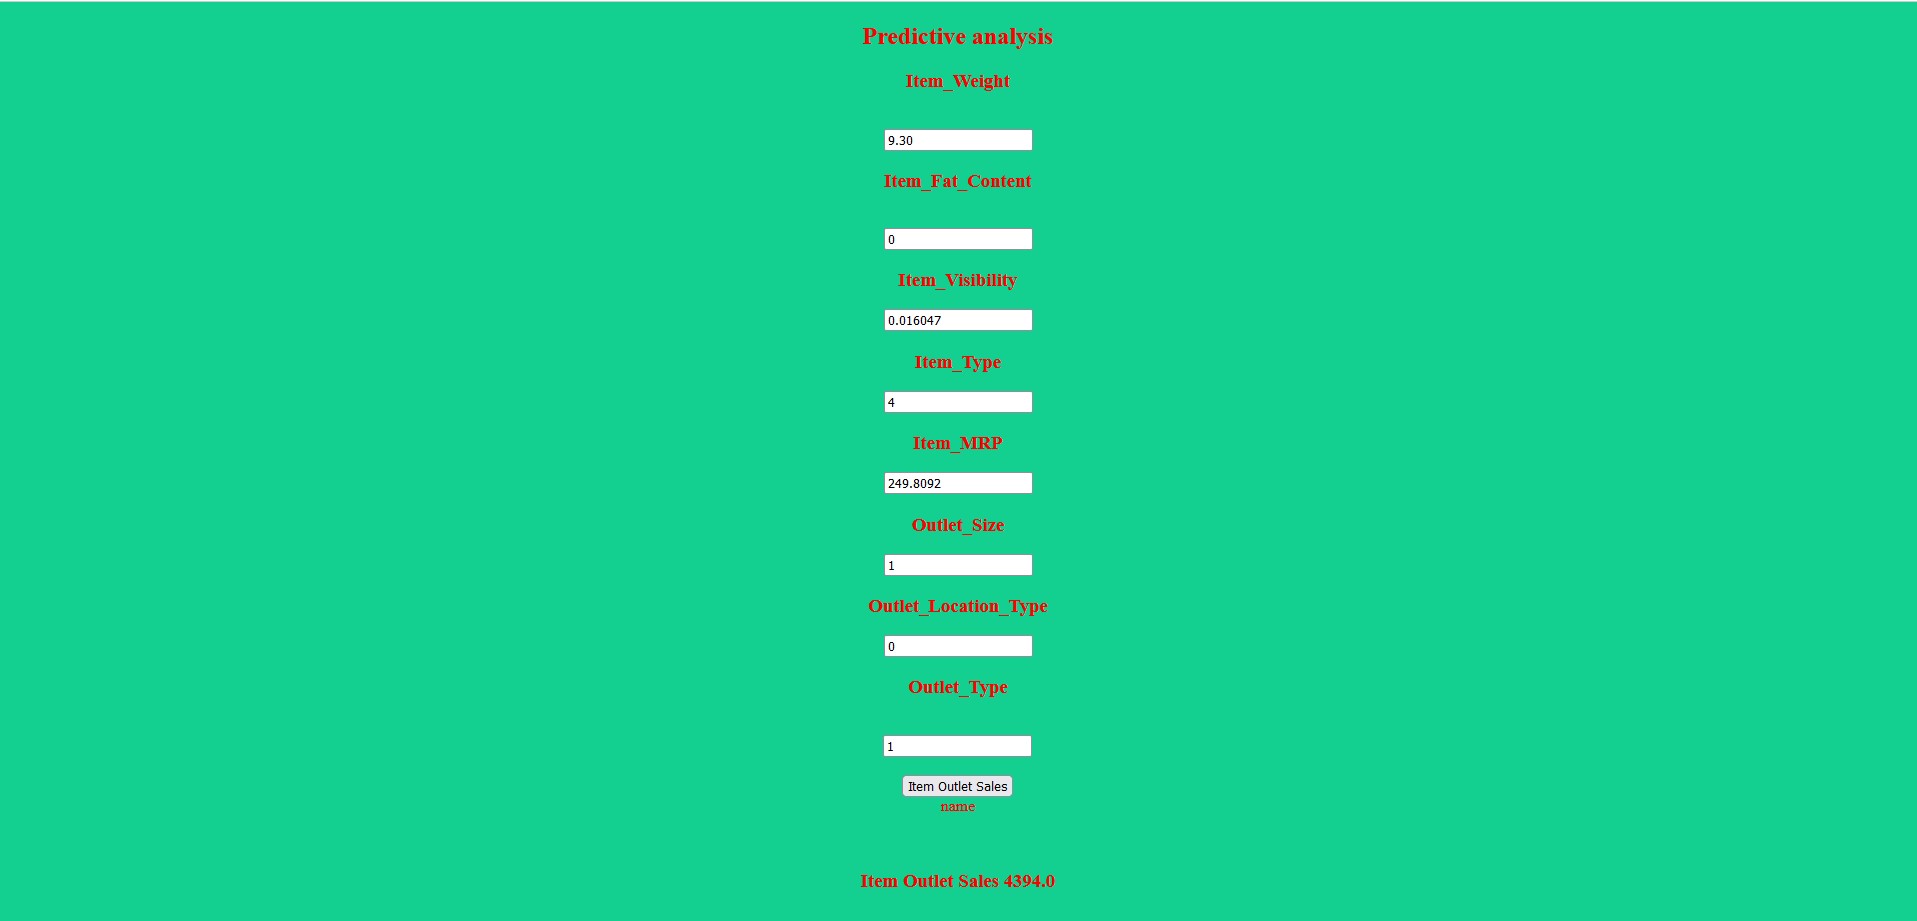 Predictive analysis
Item_Weight
9.30
Item_Fat_Content
0
Item_Visibility
0.016047
Item_Type
4
Item_MRP
249.8092
Outlet_Size
1
Outlet_Location_Type
0
Outlet_Type
1
Item Outlet Sales
name
Item Outlet Sales 4394.0